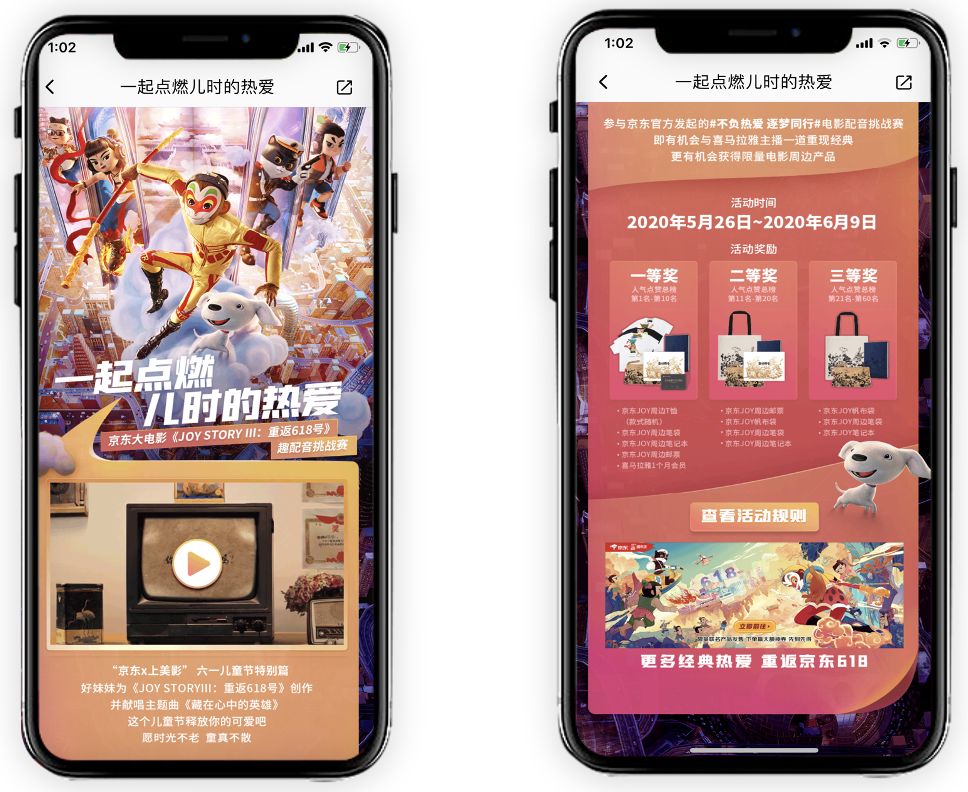 1:02
一起点燃儿时的热爱
一起点燃
儿时的热爱
京东大电影《JOY STORY III：重返618号》
趣配音挑战赛
“京东x上美影” 六一儿童节特别篇
好妹妹为《JOY STORYIII：重返618号》创作
并献唱主题曲《藏在心中的英雄》
这个儿童节释放你的可爱吧
愿时光不老 童真不散
1:02
一起点燃儿时的热爱
参与京东官方发起的#不负热爱 逐梦同行#电影配音挑战赛
即有机会与喜马拉雅主播一道重现经典
更有机会获得限量电影周边产品
活动时间
2020年5月26日~2020年6月9日
活动奖励
一等奖
人气点赞总榜
第1名-第10名
二等奖
人气点赞总榜
第11名-第20名
三等奖
人气点赞总榜
第21名-第60名
·京东JOY周边T恤
（款式随机）
·京东JOY周边笔袋
·京东JOY周边笔记本
·京东JOY周边邮票
·喜马拉雅1个月会员
·京东JOY周边邮票
·京东JOY帆布袋
·京东JOY周边笔袋
·京东JOY周边笔记本
·京东JOY帆布袋
·京东JOY周边笔袋
·京东JOY笔记本
查看活动规则
京东
618
立即前往
更多经典热爱 重返京东618